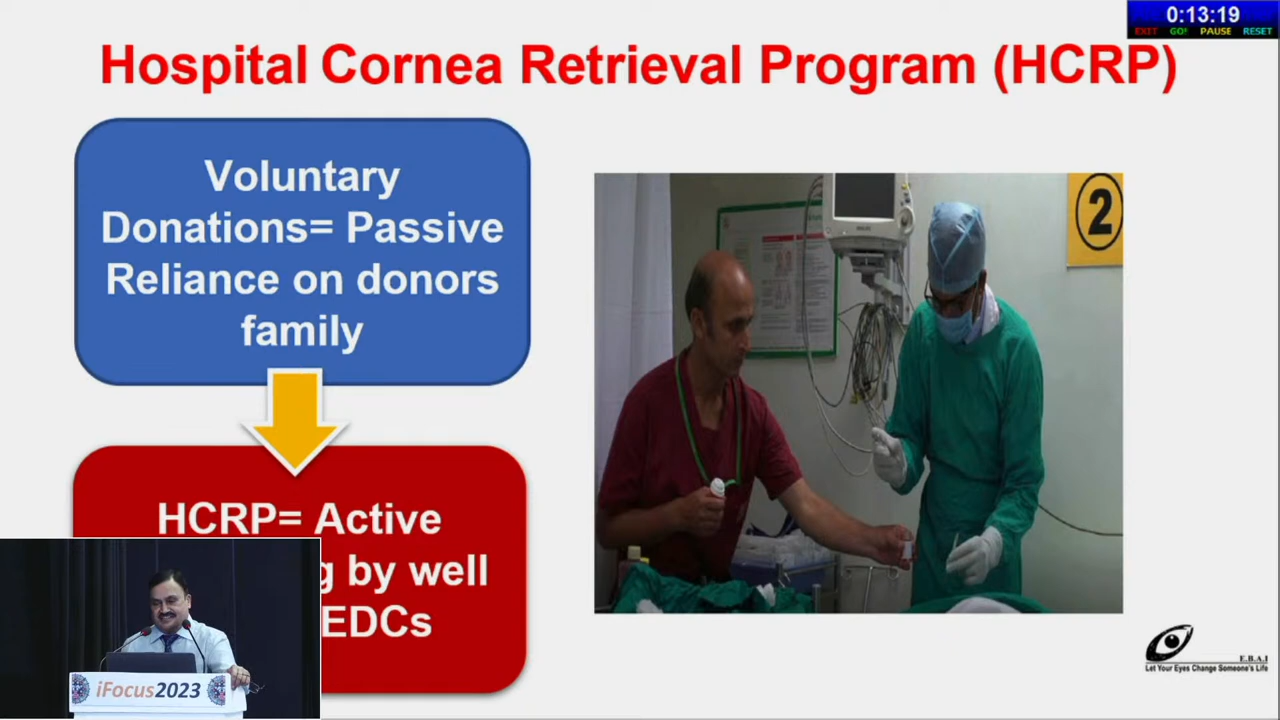 0:13:19
EXIT GO! PAUSE RESET
Hospital Cornea Retrieval Program (HCRP)
Voluntary
Donations= Passive
Reliance on donors
family
2
HCRP= Active
g by well
EDCs
iFocus2023
E.B.A.I
Let Your Eyes Change Someone's Life